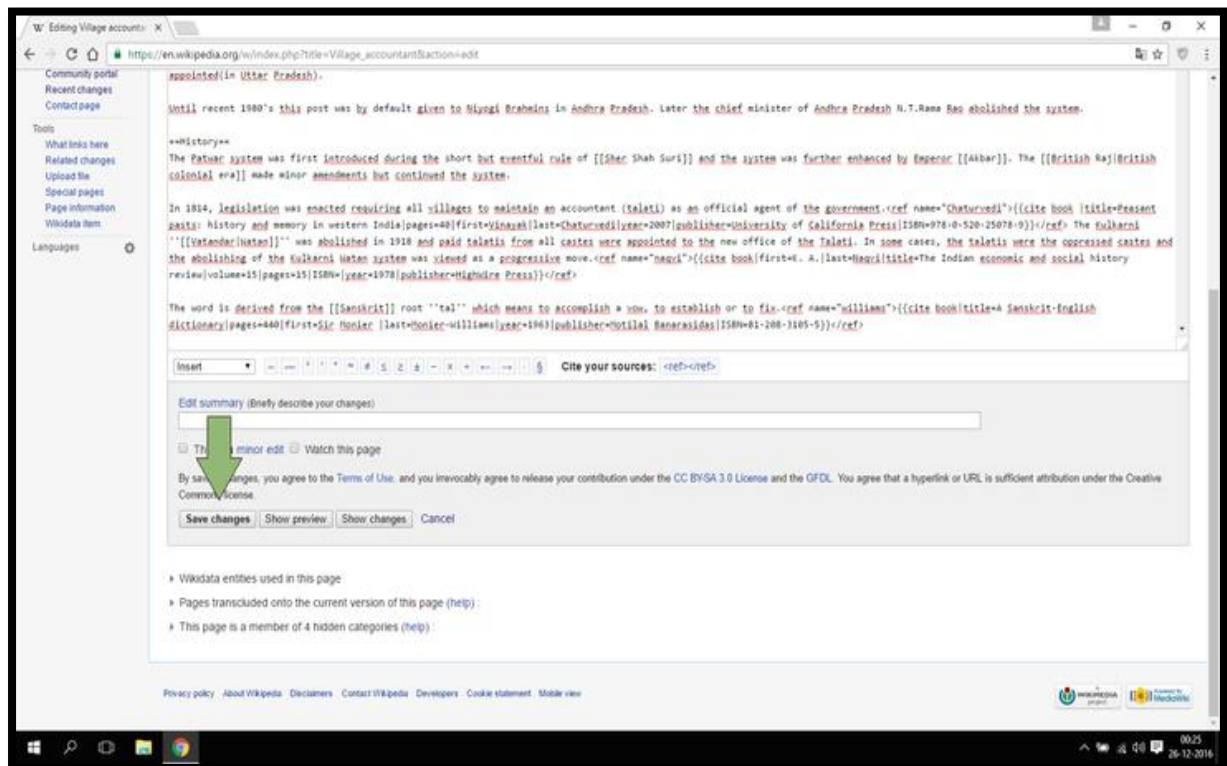 W Editing Village accounta
https://en.wikipedia.org/w/index.php?title=Village_accountant&action=edit
Community portal
Recent changes
Contact page
Tools
What links here
Related changes
Upload file
Special pages
Page information
Wikidata item
Languages
appointed(in Uttar Pradesh).
Until recent 1980's this post was by default given to Niyogi Brahmins in Andhra Pradesh. Later the chief minister of Andhra Pradesh N.T.Rama Rao abolished the system.
==History==
The Patwar system was first introduced during the short but eventful rule of [[Sher Shah Suri]] and the system was further enhanced by Emperor [[Akbar]]. The [[British Raj|British
colonial era]] made minor amendments but continued the system.
In 1814, legislation was enacted requiring all villages to maintain an accountant (talati) as an official agent of the government.<ref name="Chaturvedi">{{cite book |title=Peasant
pasts: history and memory in western India|pages=40|first=Vinayak|last=Chaturvedi|year=2007|publisher=University of California Press|ISBN=978-0-520-25078-9}}</ref> The Kulkarni
''[[Vatandar|Watan]]'' was abolished in 1918 and paid talatis from all castes were appointed to the new office of the Talati. In some cases, the talatis were the oppressed castes and
the abolishing of the Kulkarni Watan system was viewed as a progressive move.<ref name="naqvi">{{cite book|first=K. A.|last=Naqvi|title=The Indian economic and social history
review|volume=15|pages=15|ISBN=|year=1978|publisher=HighWire Press}}</ref>
The word is derived from the [[Sanskrit]] root ''tal'' which means to accomplish a vow, to establish or to fix.<ref name="williams">{{cite book|title=A Sanskrit-English
dictionary|pages=440|first=Sir Monier |last=Monier-Williams|year=1963|publisher=Motilal Banarasidas|ISBN=81-208-3105-5}}</ref>
Insert – — ° ′ ″ ≈ ≠ ≤ ≥ ± − × ÷ ← → · § Cite your sources: <ref></ref>
Edit summary (Briefly describe your changes)
Th minor edit Watch this page
By sav anges, you agree to the Terms of Use, and you irrevocably agree to release your contribution under the CC BY-SA 3.0 License and the GFDL. You agree that a hyperlink or URL is sufficient attribution under the Creative
Common license.
Save changes Show preview Show changes Cancel
Wikidata entities used in this page
Pages transcluded onto the current version of this page (help) :
This page is a member of 4 hidden categories (help) :
Privacy policy About Wikipedia Disclaimers Contact Wikipedia Developers Cookie statement Mobile view
A WIKIMEDIA project
Powered by MediaWiki
00:25
26-12-2016